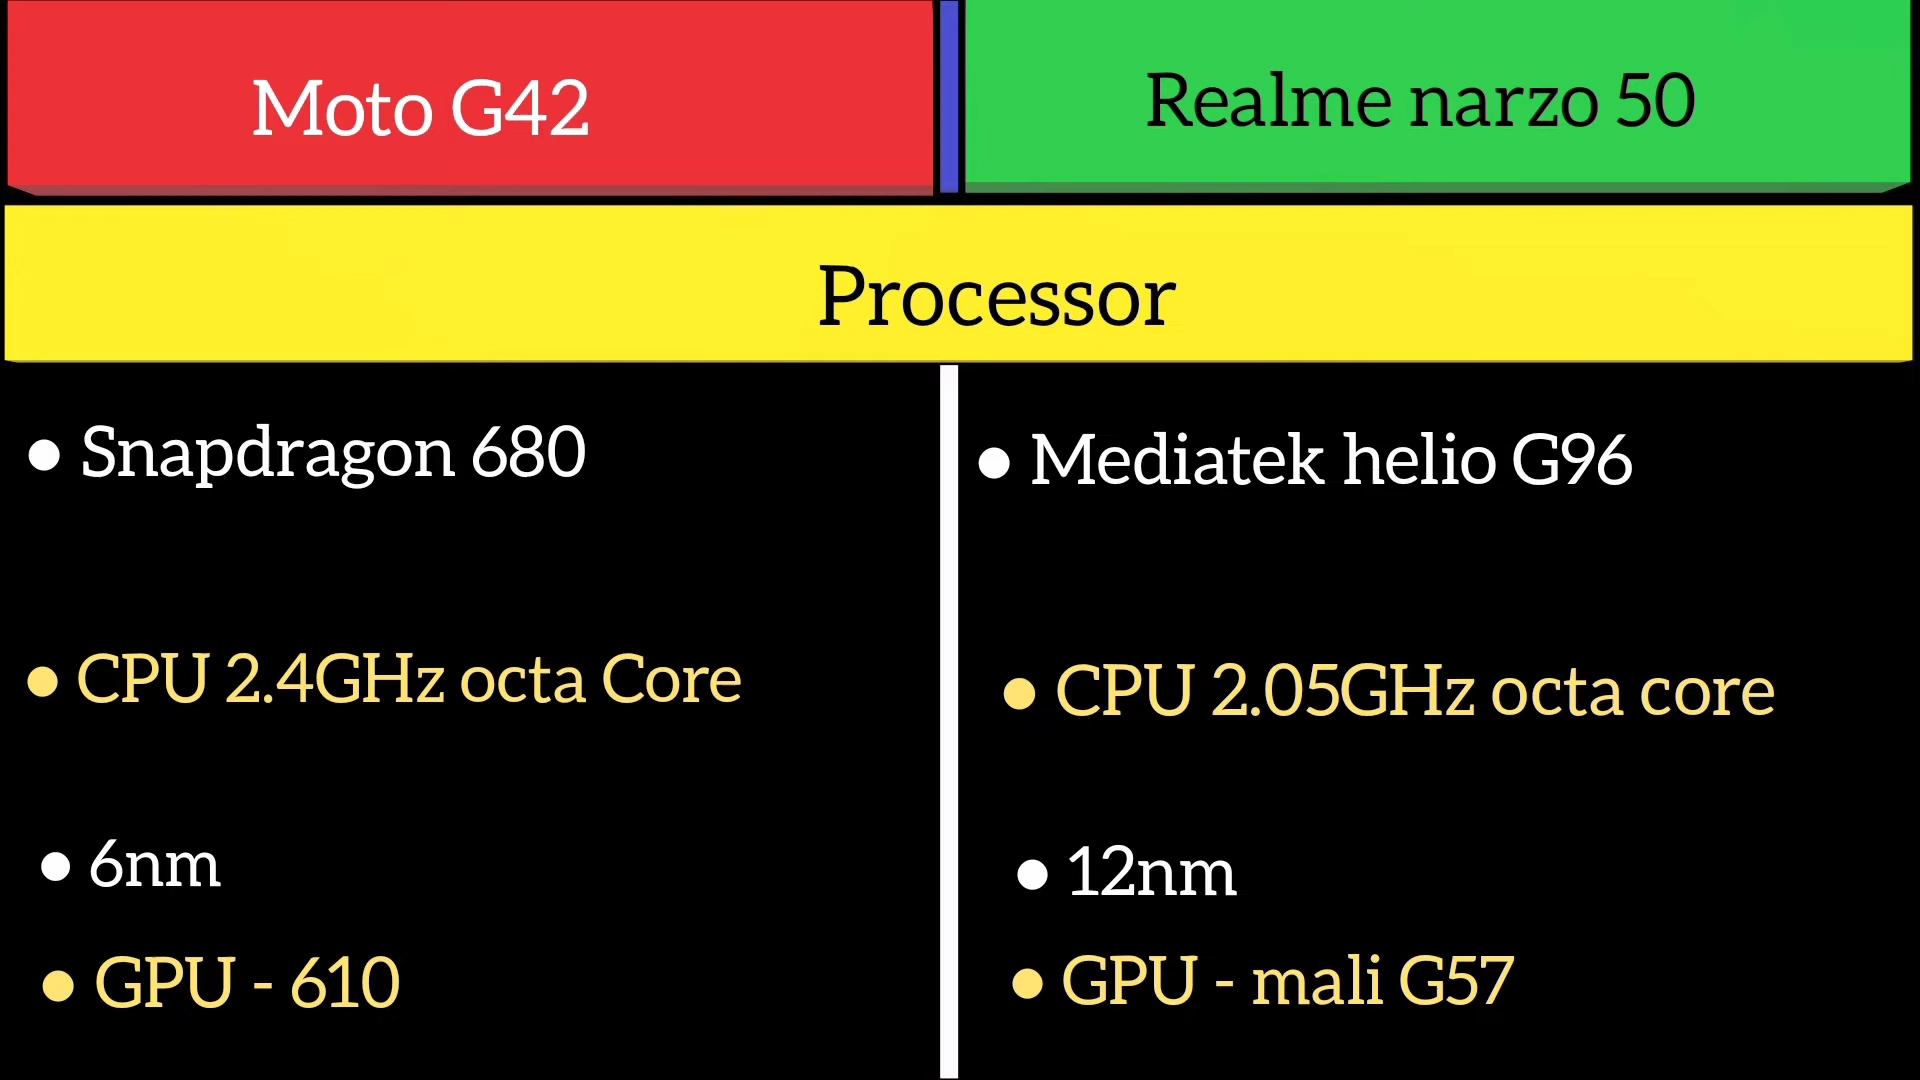 Moto G42
Realme narzo 50
Processor
● Snapdragon 680
● Mediatek helio G96
● CPU 2.4GHz octa Core
● CPU 2.05GHz octa core
● 6nm
● 12nm
● GPU - 610
● GPU - mali G57